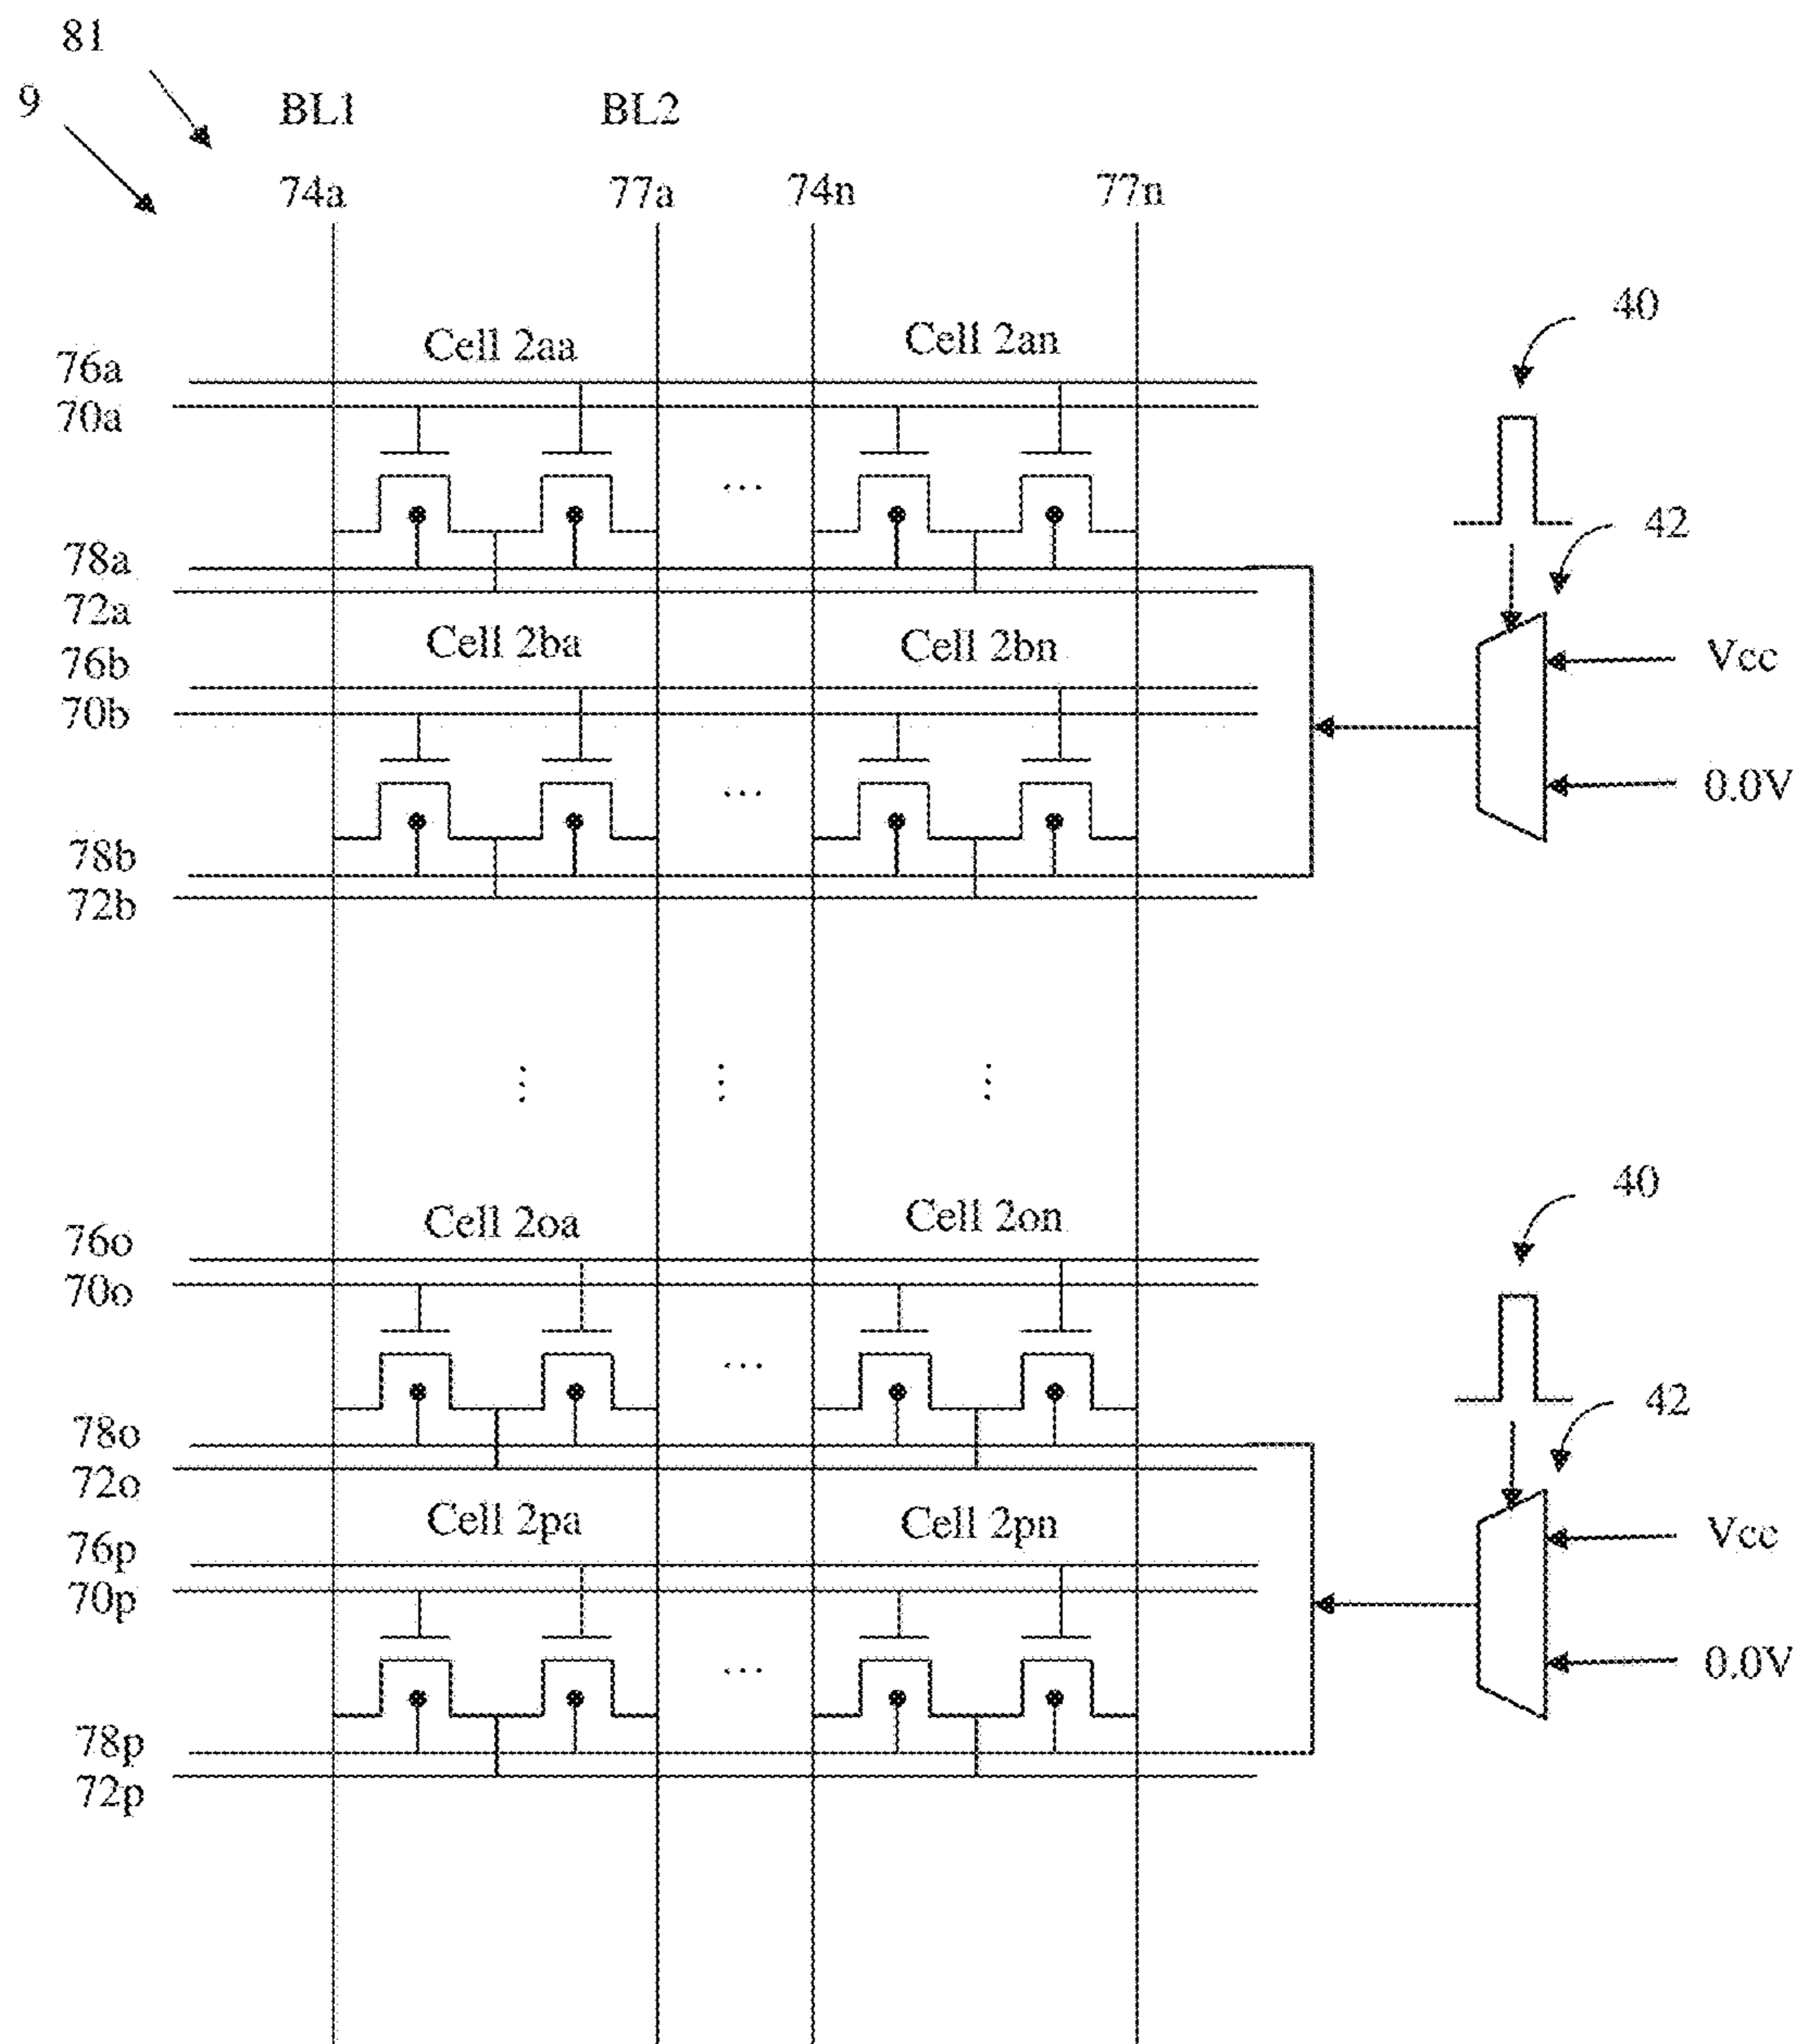 81
9
BL1 BL2
74a 77a 74n 77n
40
Cell 2aa Cell 2an
76a
70a
42
78a
72a
Cell 2ba Cell 2bn
76b
Vcc
70b
0.0V
78b
72b
...
40
Cell 2oa Cell 2on
76o
70o
42
78o
72o
Cell 2pa Cell 2pn
76p
Vcc
70p
0.0V
78p
72p